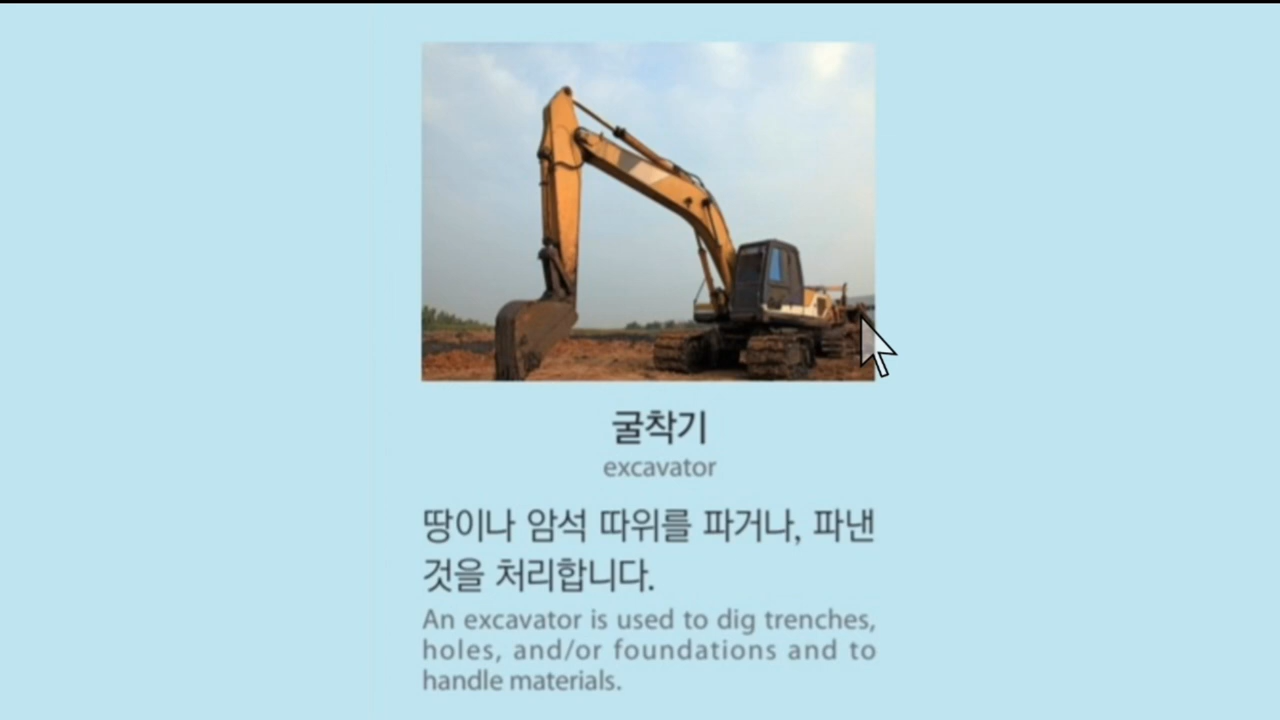 굴착기
excavator
땅이나 암석 따위를 파거나, 파낸
것을 처리합니다.
An excavator is used to dig trenches,
holes, and/or foundations and to
handle materials.